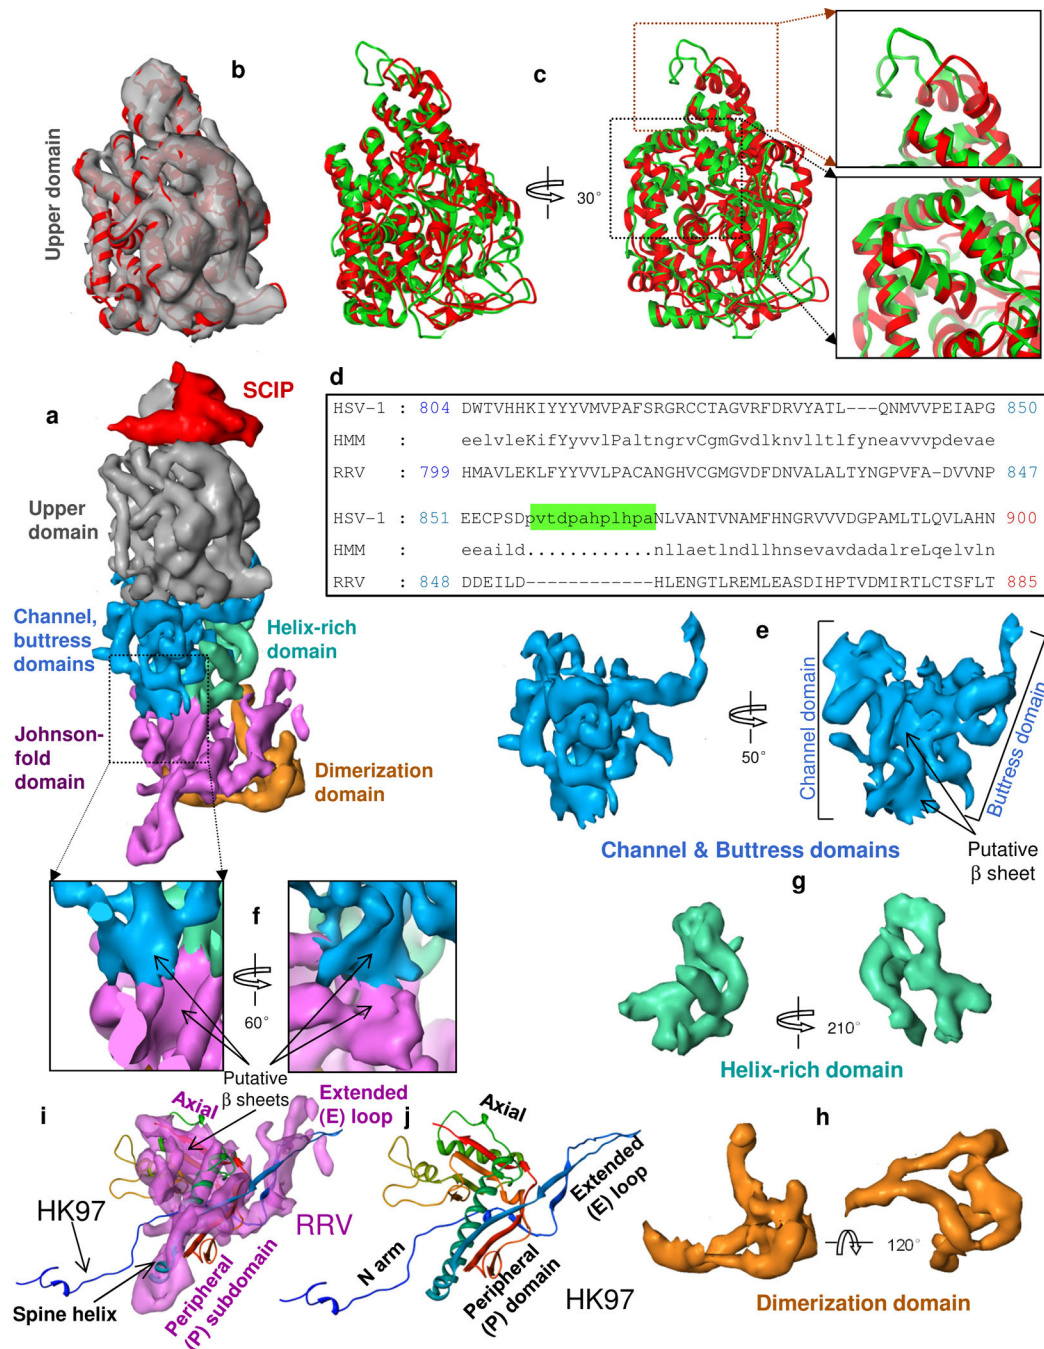 b
Upper domain
c
30°
a
SCIP
Upper
domain
Channel,
buttress
domains
Helix-rich
domain
Johnson-
fold
domain
Dimerization
domain
d
HSV-1 : 804 DWTVHHKIYYYVMVPAFSRGRCCTAGVRFDRVYATL---QNMVVPEIAPG 850
HMM : eelvleKifYyvvlPaltngrvCgmGvdlknvlltlfyneavvvpdevae
RRV : 799 HMAVLEKLFYYVVLPACANGHVCGMGVDFDNVALALTYNGPVFA-DVVNP 847
HSV-1 : 851 EECPSDpvtdpahplhpaNLVANTVNAMFHNGRVVVDGPAMLTLQVLAHN 900
HMM : eeaild............nllaetlndllhnsevavdadalreLqelvln
RRV : 848 DDEILD------------HLENGTLREMLEASDIHPTVDMIRTLCTSFLT 885
e
Channel domain
50°
Buttress domain
Putative
β sheet
Channel & Buttress domains
f
60°
Putative
β sheets
g
210°
Helix-rich domain
i
Axial
Extended
(E) loop
HK97
RRV
Spine helix
Peripheral
(P) subdomain
j
Axial
Extended
(E) loop
N arm
Peripheral
(P) domain
HK97
h
120°
Dimerization domain